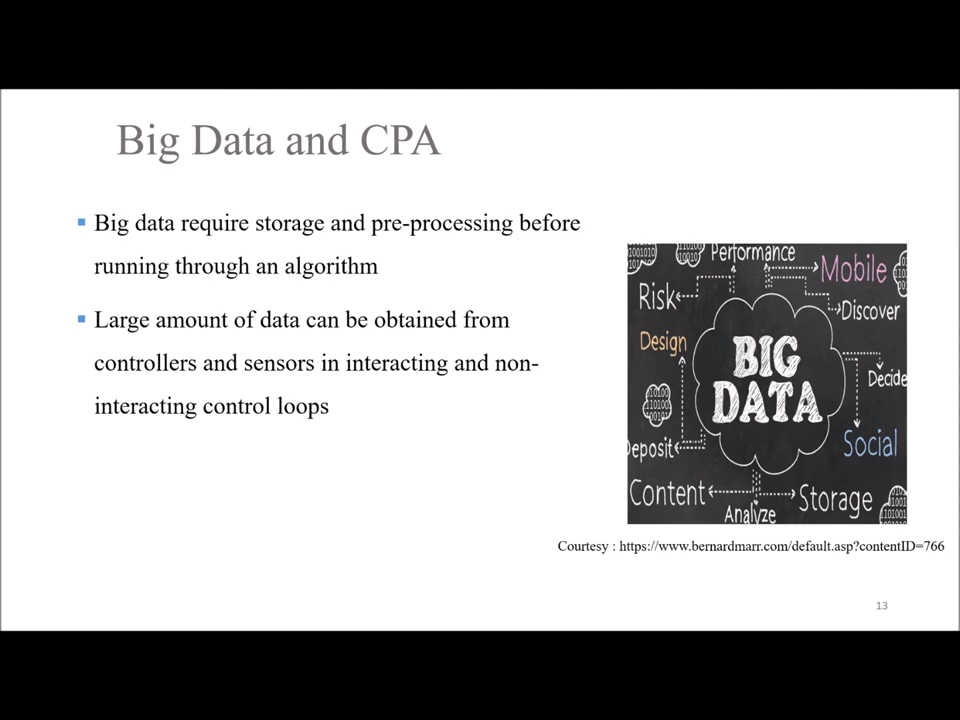 Big Data and CPA
Big data require storage and pre-processing before
running through an algorithm
Large amount of data can be obtained from
controllers and sensors in interacting and non-
interacting control loops
Performance
Mobile
Risk
Discover
Design
BIG
DATA
Decide
Social
eposit
Content
Storage
Analyze
Courtesy : https://www.bernardmarr.com/default.asp?contentID=766
13